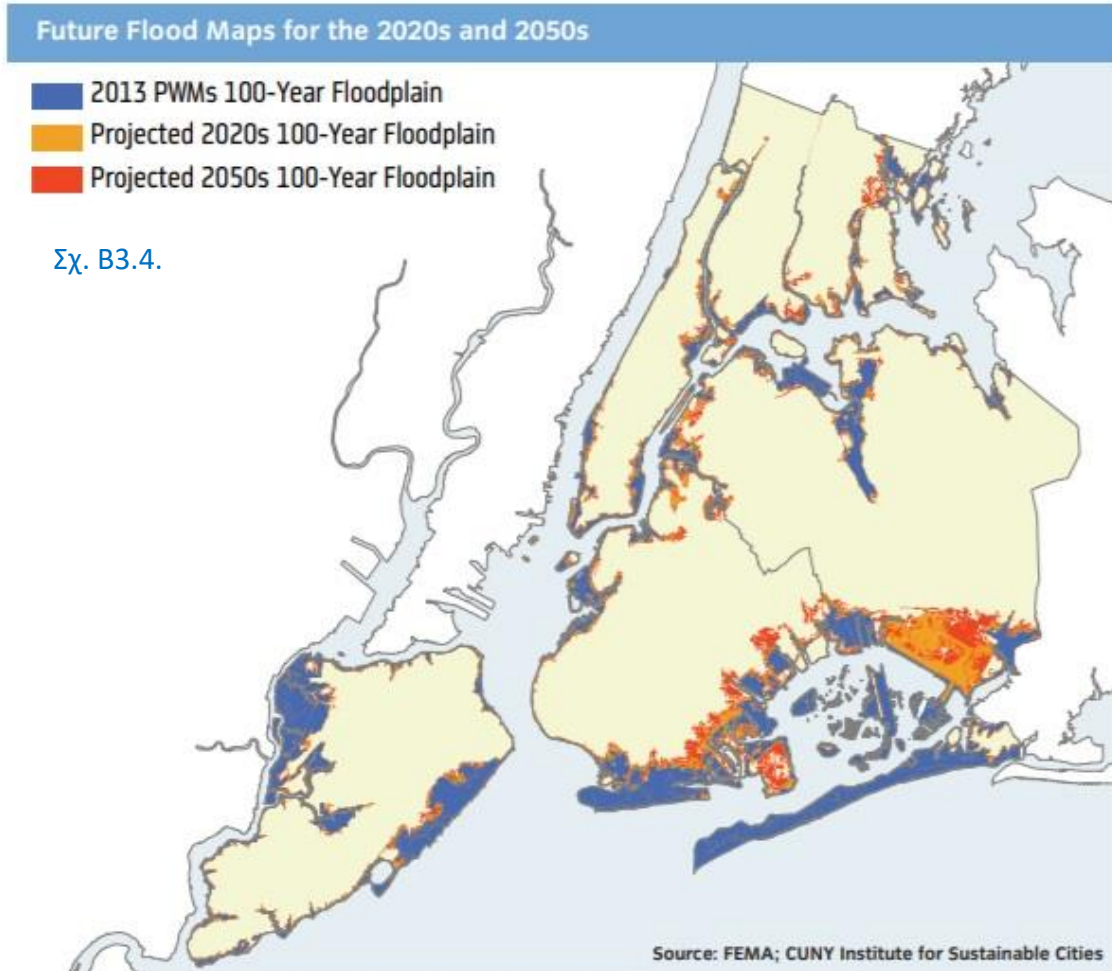 Future Flood Maps for the 2020s and 2050s
2013 PWMs 100-Year Floodplain
Projected 2020s 100-Year Floodplain
Projected 2050s 100-Year Floodplain
Σχ. Β3.4.
Source: FEMA; CUNY Institute for Sustainable Cities